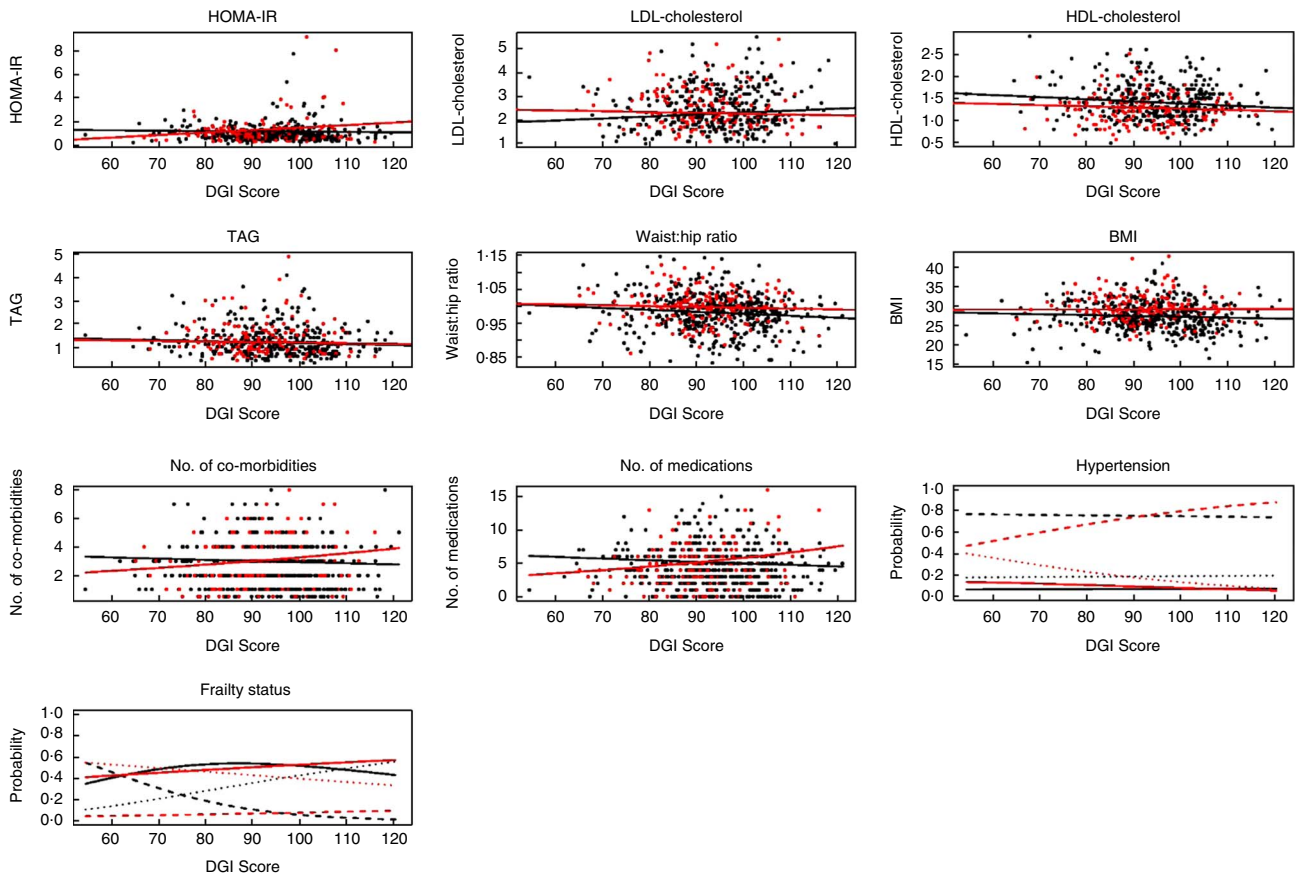 HOMA-IR
HOMA-IR
8
6
4
2
0
60 70 80 90 100 110 120
DGI Score
LDL-cholesterol
LDL-cholesterol
5
4
3
2
1
60 70 80 90 100 110 120
DGI Score
HDL-cholesterol
HDL-cholesterol
2·5
2·0
1·5
1·0
0·5
60 70 80 90 100 110 120
DGI Score
TAG
TAG
5
4
3
2
1
60 70 80 90 100 110 120
DGI Score
Waist:hip ratio
Waist:hip ratio
1·15
1·05
0·95
0·85
60 70 80 90 100 110 120
DGI Score
BMI
BMI
40
35
30
25
20
15
60 70 80 90 100 110 120
DGI Score
No. of co-morbidities
No. of co-morbidities
8
6
4
2
60 70 80 90 100 110 120
DGI Score
No. of medications
No. of medications
15
10
5
0
60 70 80 90 100 110 120
DGI Score
Hypertension
Probability
1·0
0·8
0·6
0·4
0·2
0·0
60 70 80 90 100 110 120
DGI Score
Frailty status
Probability
1·0
0·8
0·6
0·4
0·2
0·0
60 70 80 90 100 110 120
DGI Score